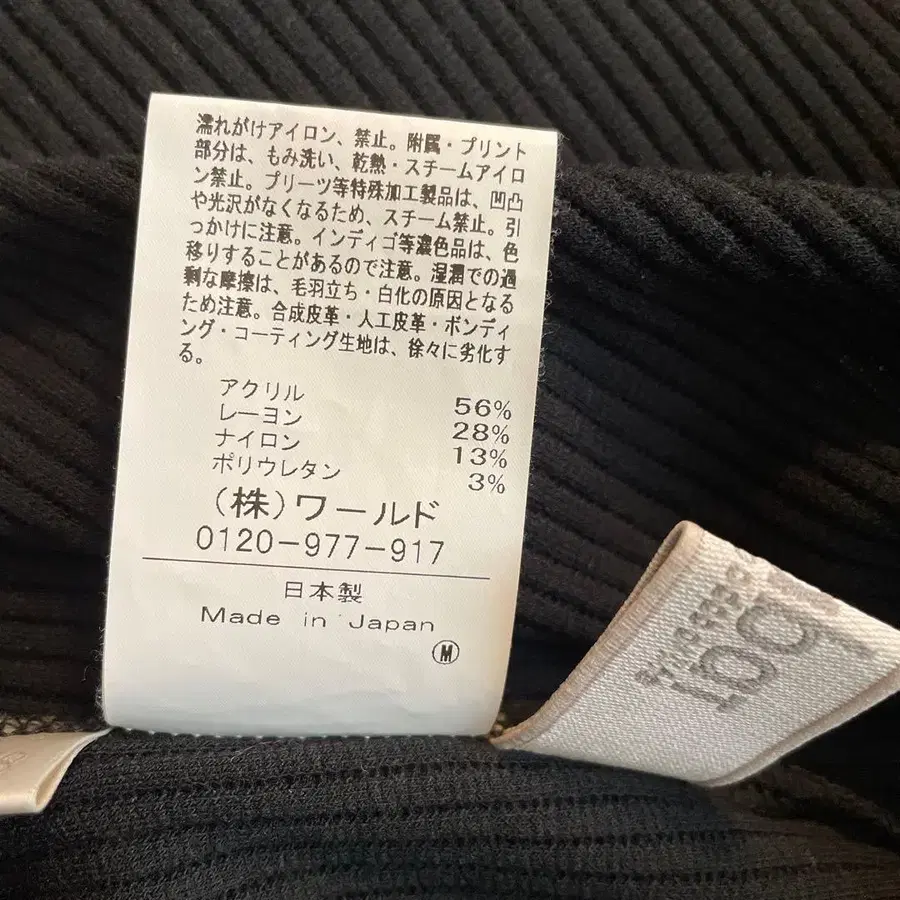 濡れがけアイロン、禁止。附属・プリント
部分は、もみ洗い、乾熱・スチームアイロ
ン禁止。プリーツ等特殊加工製品は、凹凸
や光沢がなくなるため、スチーム禁止。引
っかけに注意。インディゴ等濃色品は、色
移りすることがあるので注意。湿潤での過
剰な摩擦は、毛羽立ち・白化の原因となる
ため注意。合成皮革・人工皮革・ボンディ
ング・コーティング生地は、徐々に劣化す
る。
アクリル 56%
レーヨン 28%
ナイロン 13%
ポリウレタン 3%
(株)ワールド
0120-977-917
日本製
Made in Japan
M